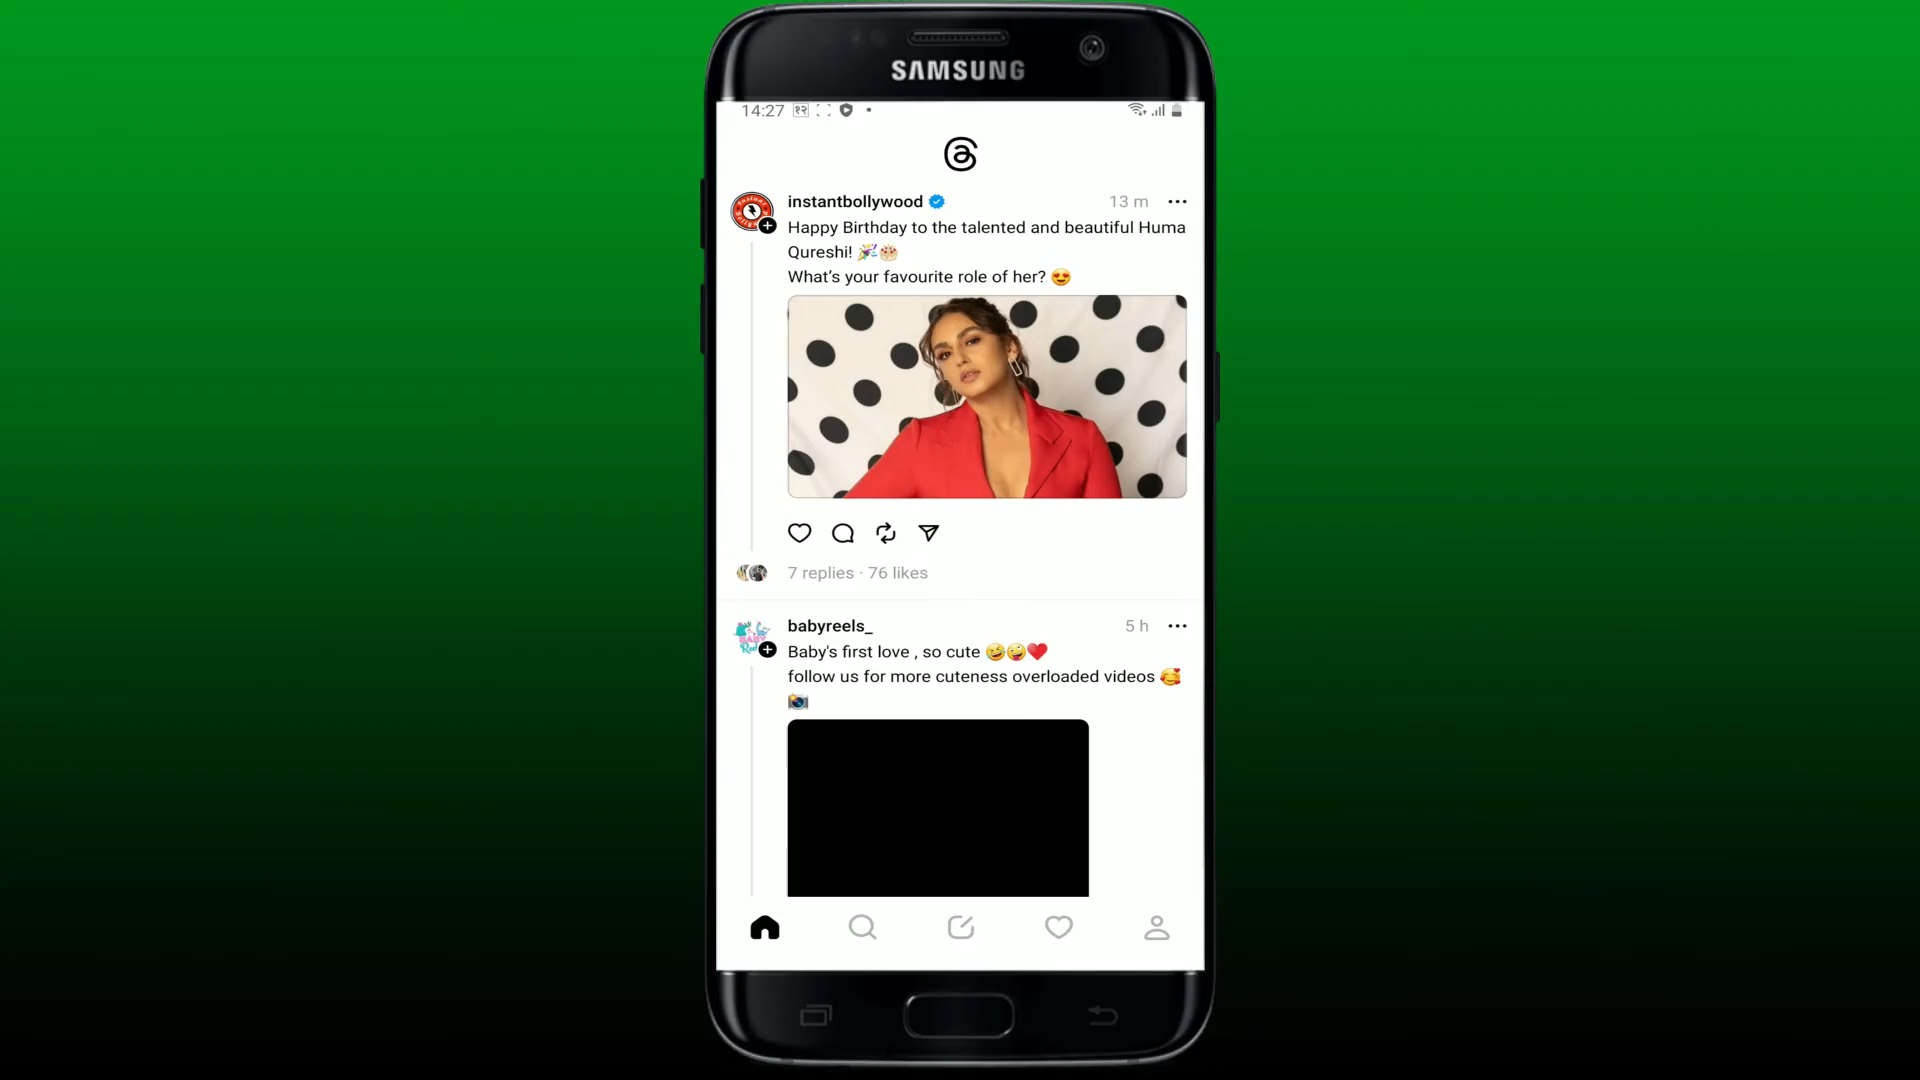 SAMSUNG
14:27 १२
instantbollywood 13 m
Happy Birthday to the talented and beautiful Huma
Qureshi! 🎉🎂
What's your favourite role of her? 😍
7 replies · 76 likes
babyreels_ 5 h
Baby's first love , so cute 🤣🤪❤️
follow us for more cuteness overloaded videos 🥰
📸